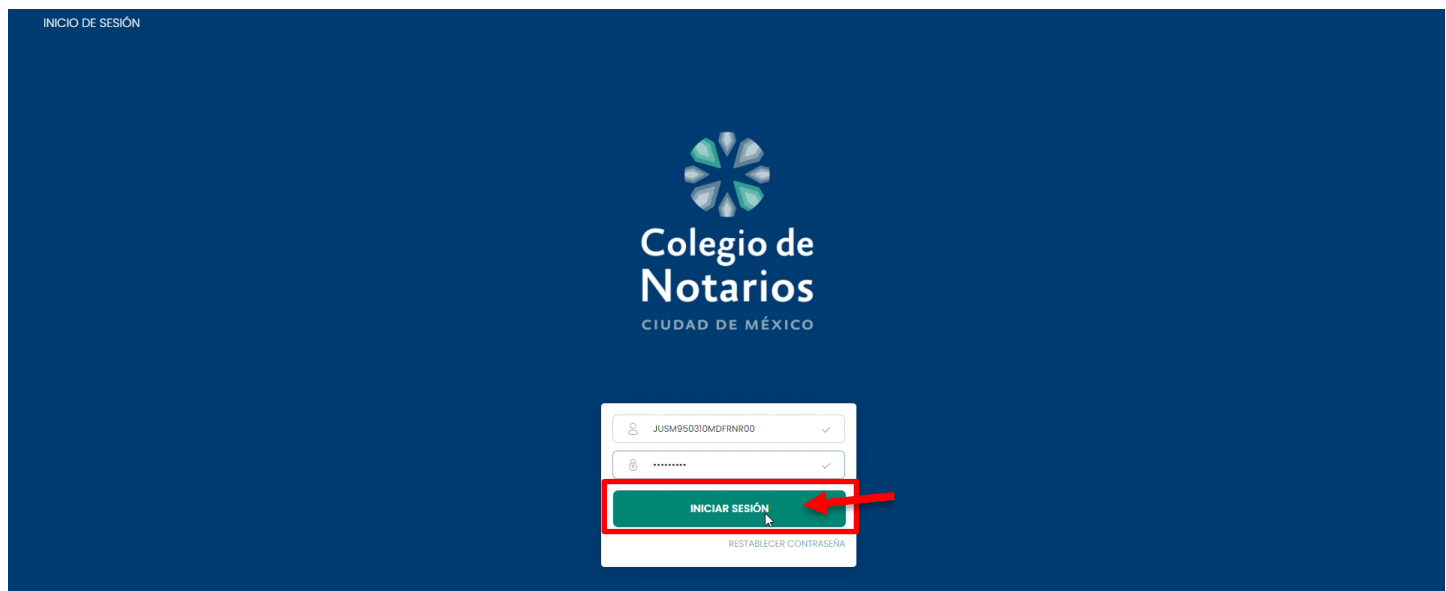 INICIO DE SESIÓN
Colegio de
Notarios
CIUDAD DE MÉXICO
JUSM950310MDFRNR00
•••••••••
INICIAR SESIÓN
RESTABLECER CONTRASEÑA